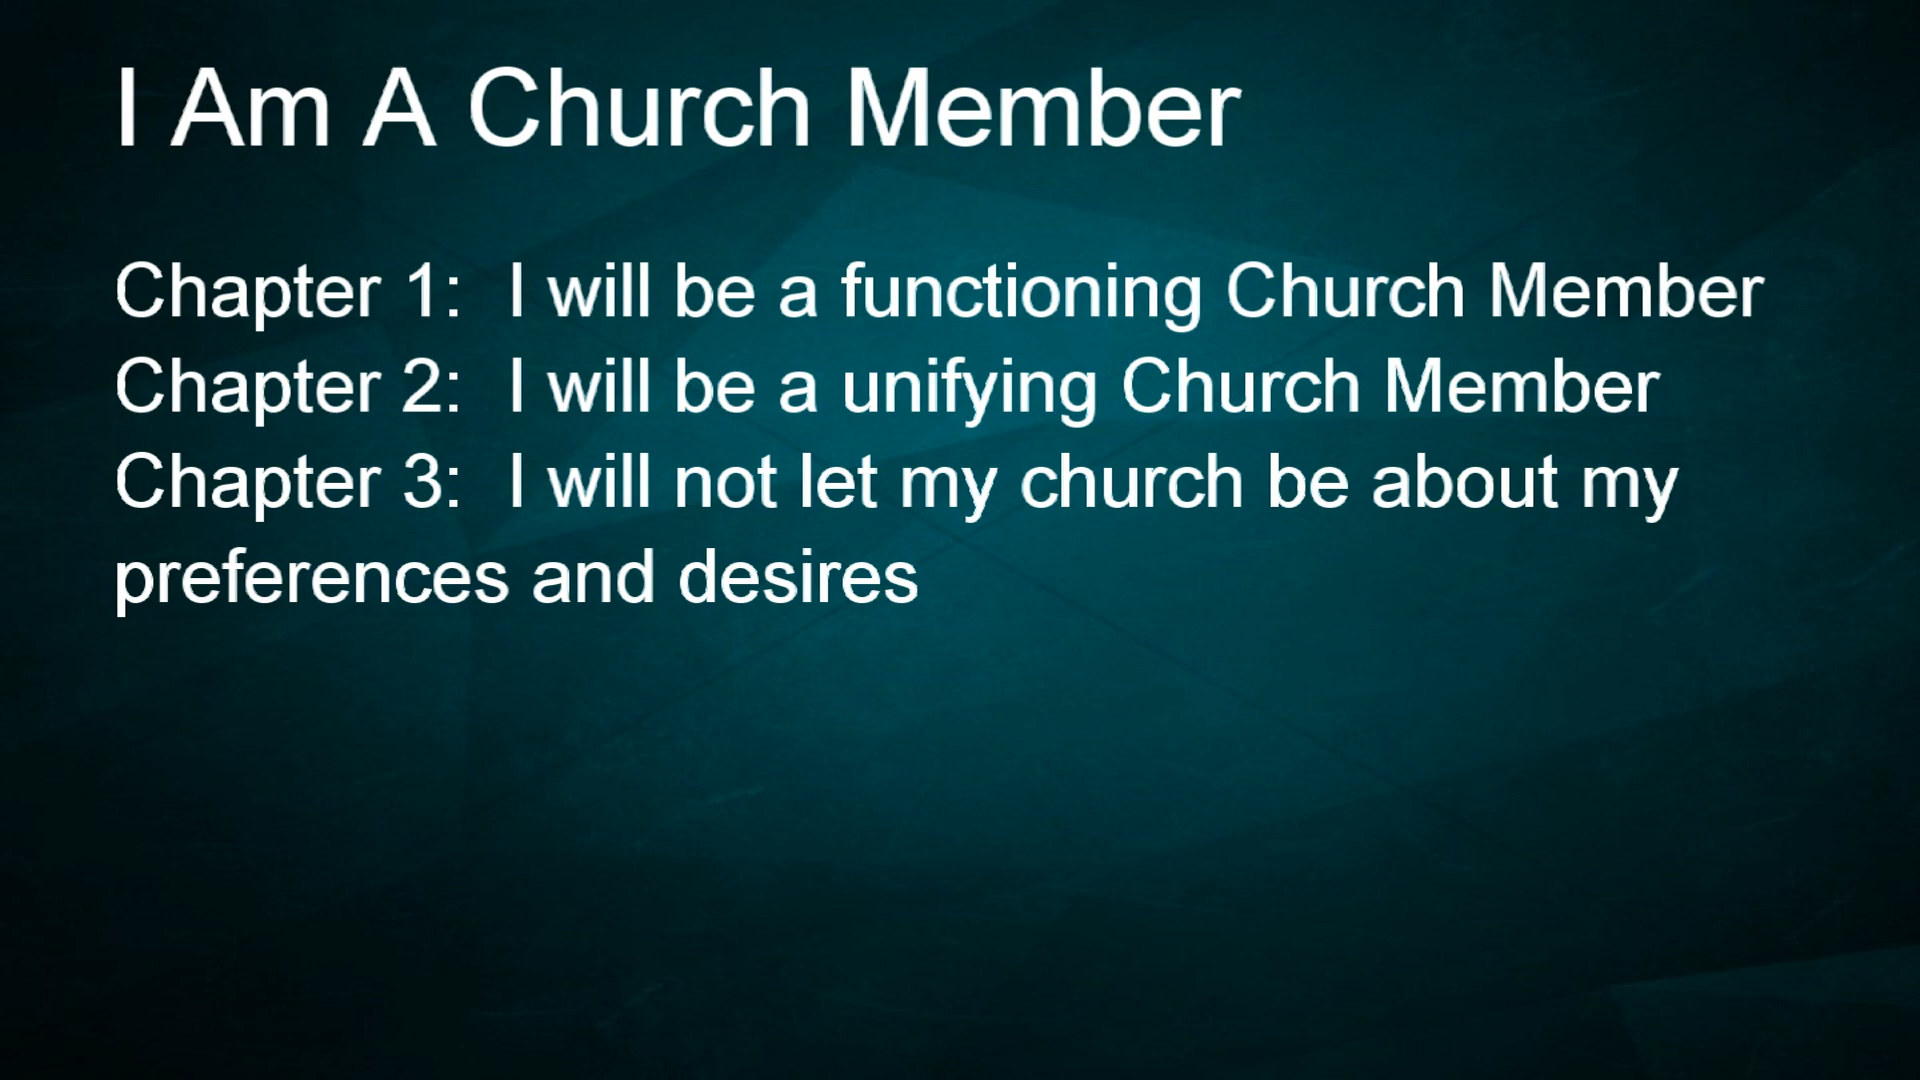 I Am A Church Member
Chapter 1:  I will be a functioning Church Member
Chapter 2:  I will be a unifying Church Member
Chapter 3:  I will not let my church be about my
preferences and desires